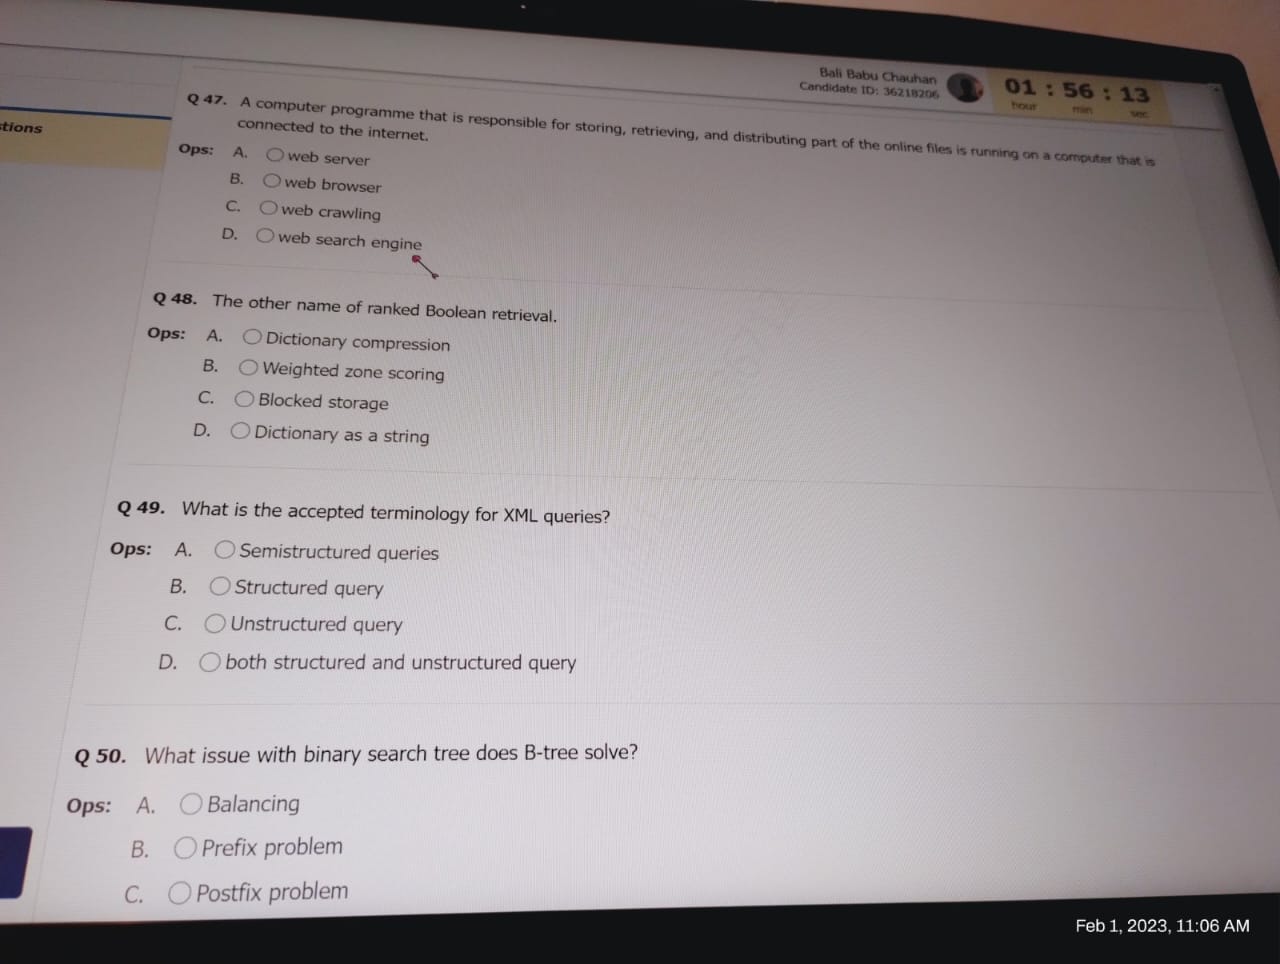 Bali Babu Chauhan
Candidate ID: 36218206
01 : 56 : 13
hour min sec
stions
Q 47. A computer programme that is responsible for storing, retrieving, and distributing part of the online files is running on a computer that is
connected to the internet.
Ops: A. web server
B. web browser
C. web crawling
D. web search engine
Q 48. The other name of ranked Boolean retrieval.
Ops: A. Dictionary compression
B. Weighted zone scoring
C. Blocked storage
D. Dictionary as a string
Q 49. What is the accepted terminology for XML queries?
Ops: A. Semistructured queries
B. Structured query
C. Unstructured query
D. both structured and unstructured query
Q 50. What issue with binary search tree does B-tree solve?
Ops: A. Balancing
B. Prefix problem
C. Postfix problem
Feb 1, 2023, 11:06 AM